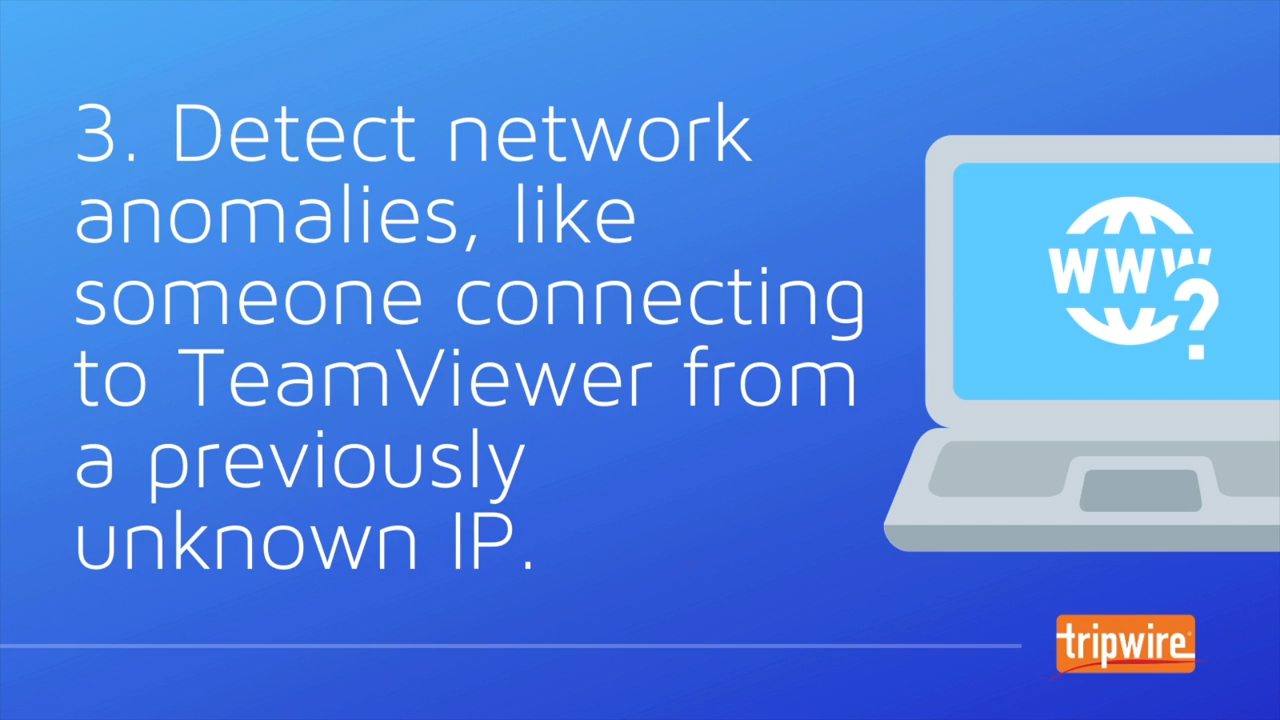 3. Detect network
anomalies, like
someone connecting
to TeamViewer from
a previously
unknown IP.
WWW
?
tripwire